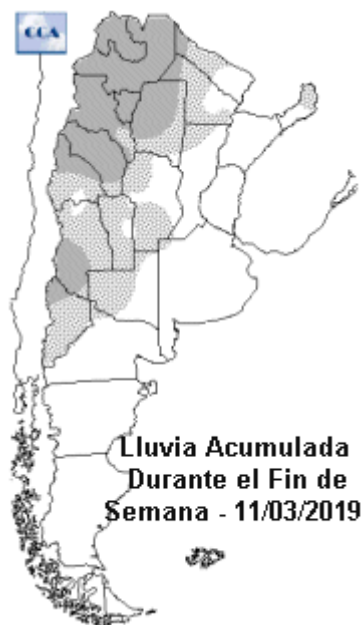 CCA
Lluvia Acumulada
Durante el Fin de
Semana - 11/03/2019